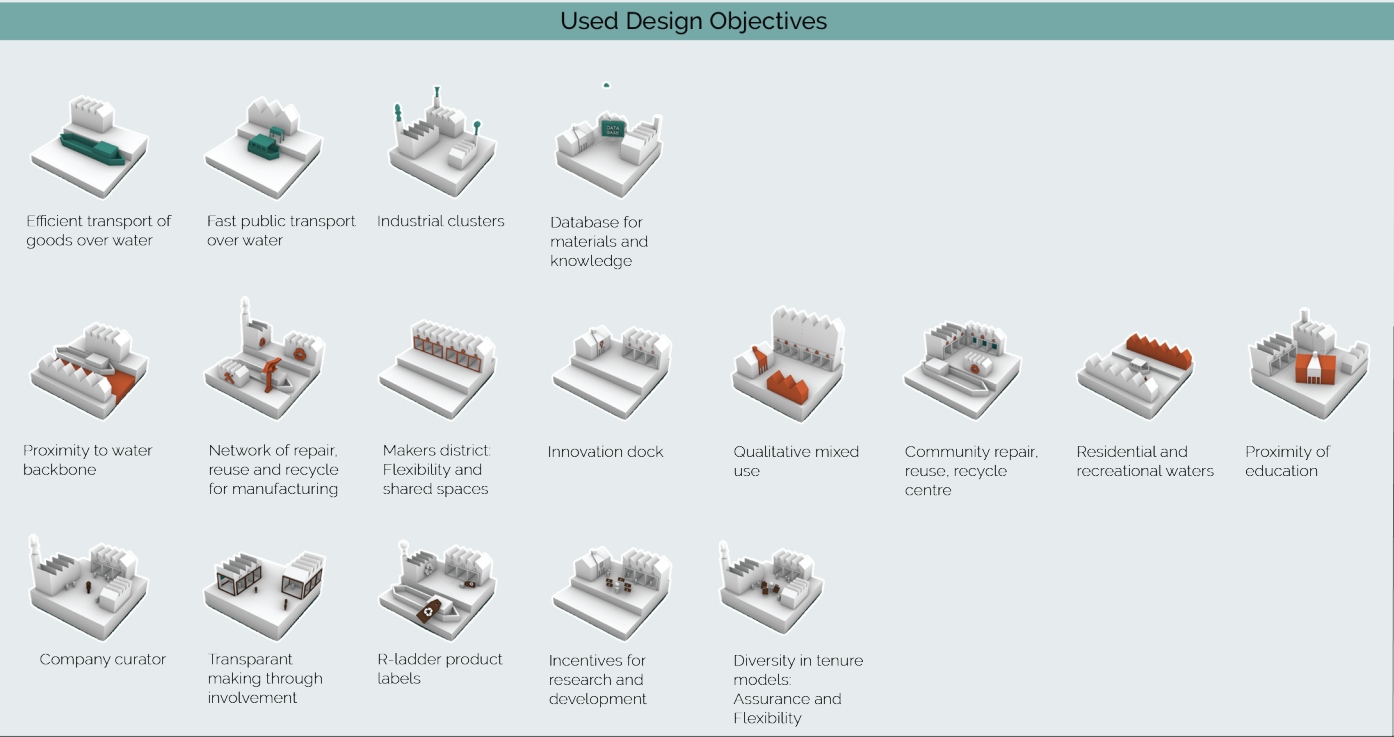 Used Design Objectives
Efficient transport of
goods over water
Fast public transport
over water
Industrial clusters
DATA
BASE
Database for
materials and
knowledge
Proximity to water
backbone
Network of repair,
reuse and recycle
for manufacturing
Makers district:
Flexibility and
shared spaces
Innovation dock
Qualitative mixed
use
Community repair,
reuse, recycle
centre
Residential and
recreational waters
Proximity of
education
Company curator
Transparant
making through
involvement
R-ladder product
labels
Incentives for
research and
development
Diversity in tenure
models:
Assurance and
Flexibility